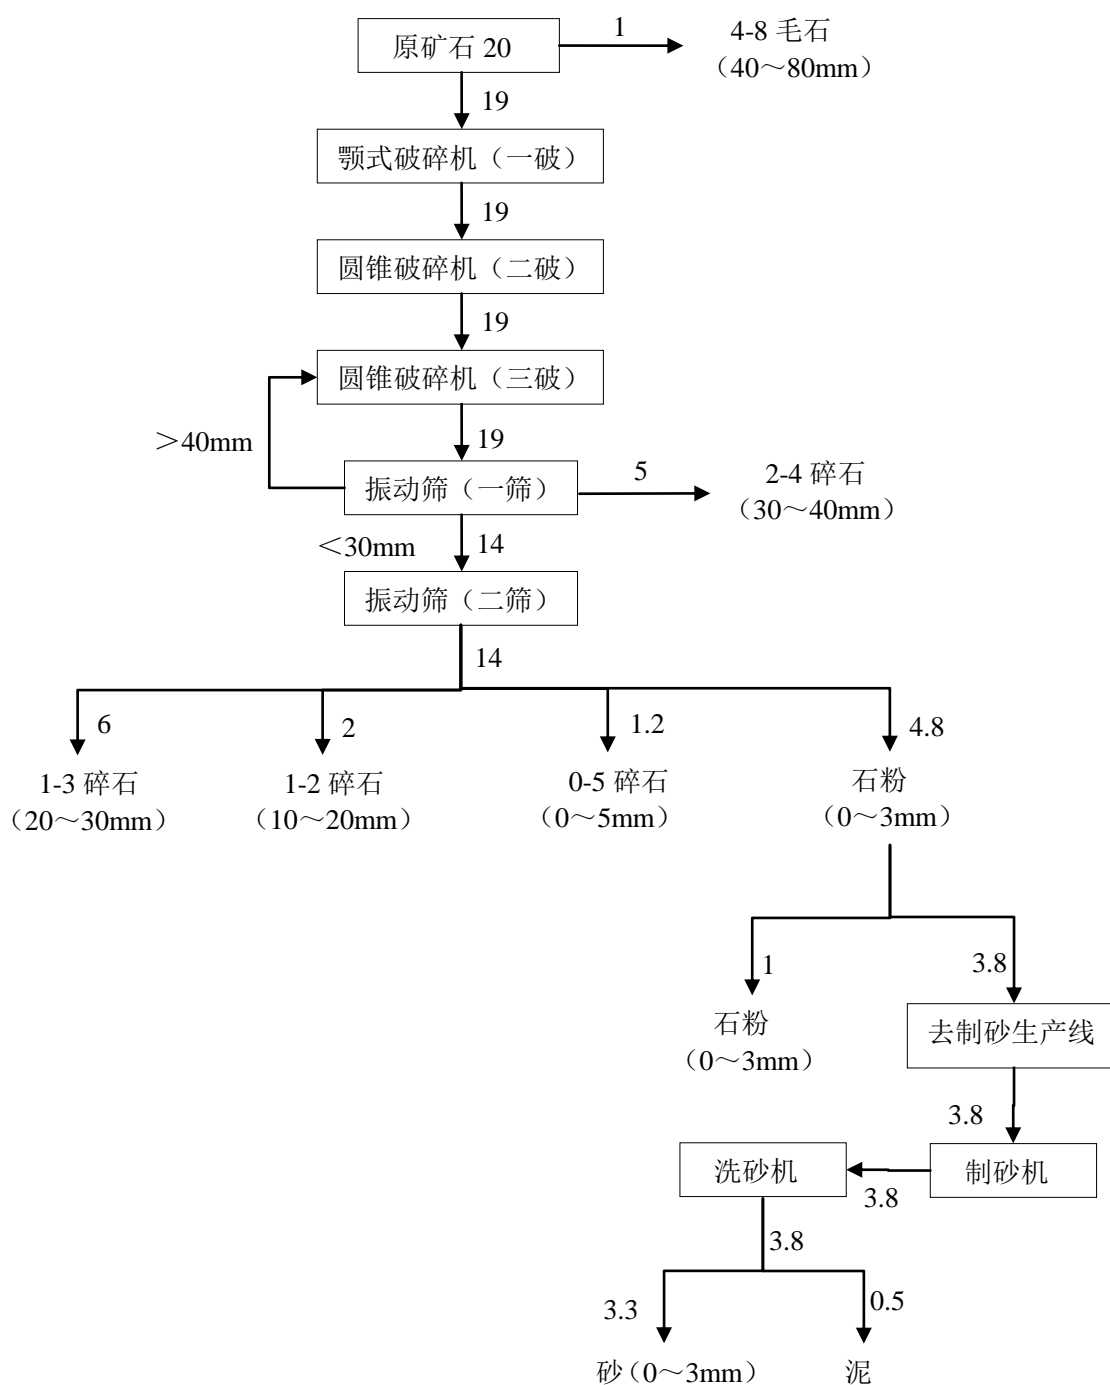 原矿石 20
1
4-8 毛石
（40～80mm）
19
颚式破碎机（一破）
19
圆锥破碎机（二破）
19
圆锥破碎机（三破）
＞40mm
19
振动筛（一筛）
5
2-4 碎石
（30～40mm）
＜30mm
14
振动筛（二筛）
14
6
2
1.2
4.8
1-3 碎石
（20～30mm）
1-2 碎石
（10～20mm）
0-5 碎石
（0～5mm）
石粉
（0～3mm）
1
3.8
石粉
（0～3mm）
去制砂生产线
3.8
洗砂机
3.8
制砂机
3.8
3.3
0.5
砂（0～3mm）
泥